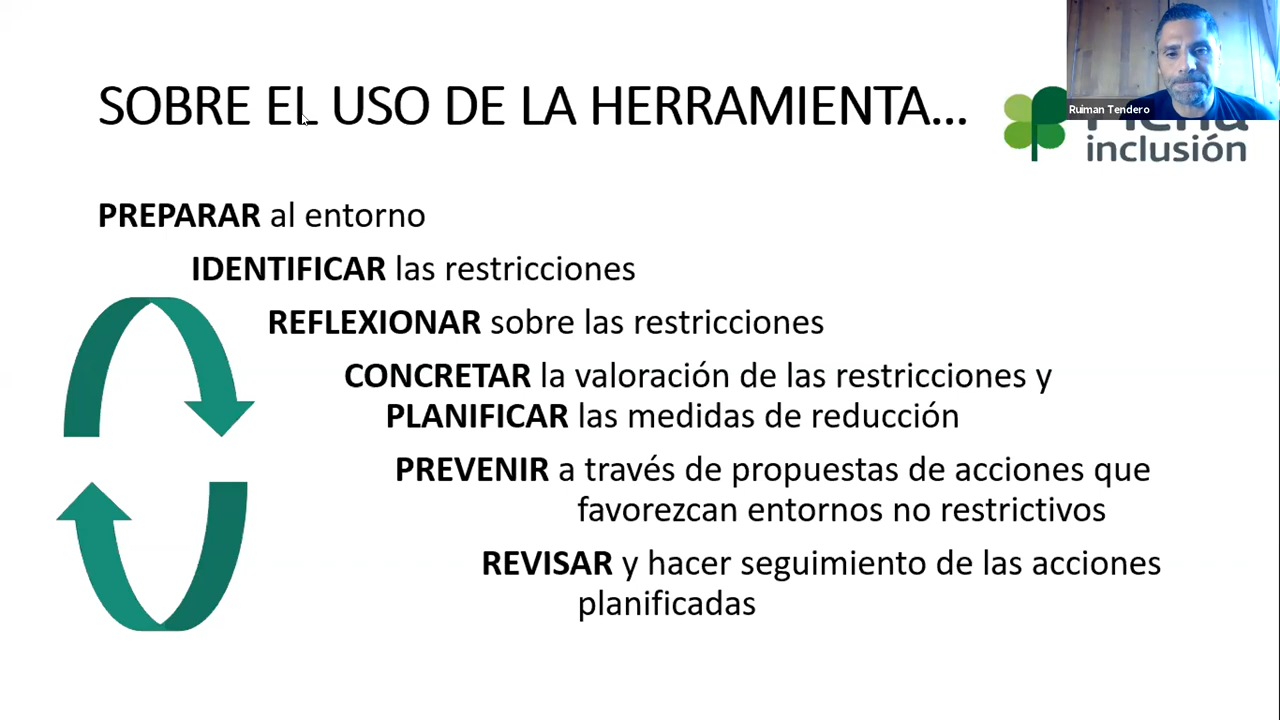 SOBRE EL USO DE LA HERRAMIENTA...
Ruiman Tendero
inclusión
PREPARAR al entorno
IDENTIFICAR las restricciones
REFLEXIONAR sobre las restricciones
CONCRETAR la valoración de las restricciones y
PLANIFICAR las medidas de reducción
PREVENIR a través de propuestas de acciones que
favorezcan entornos no restrictivos
REVISAR y hacer seguimiento de las acciones
planificadas